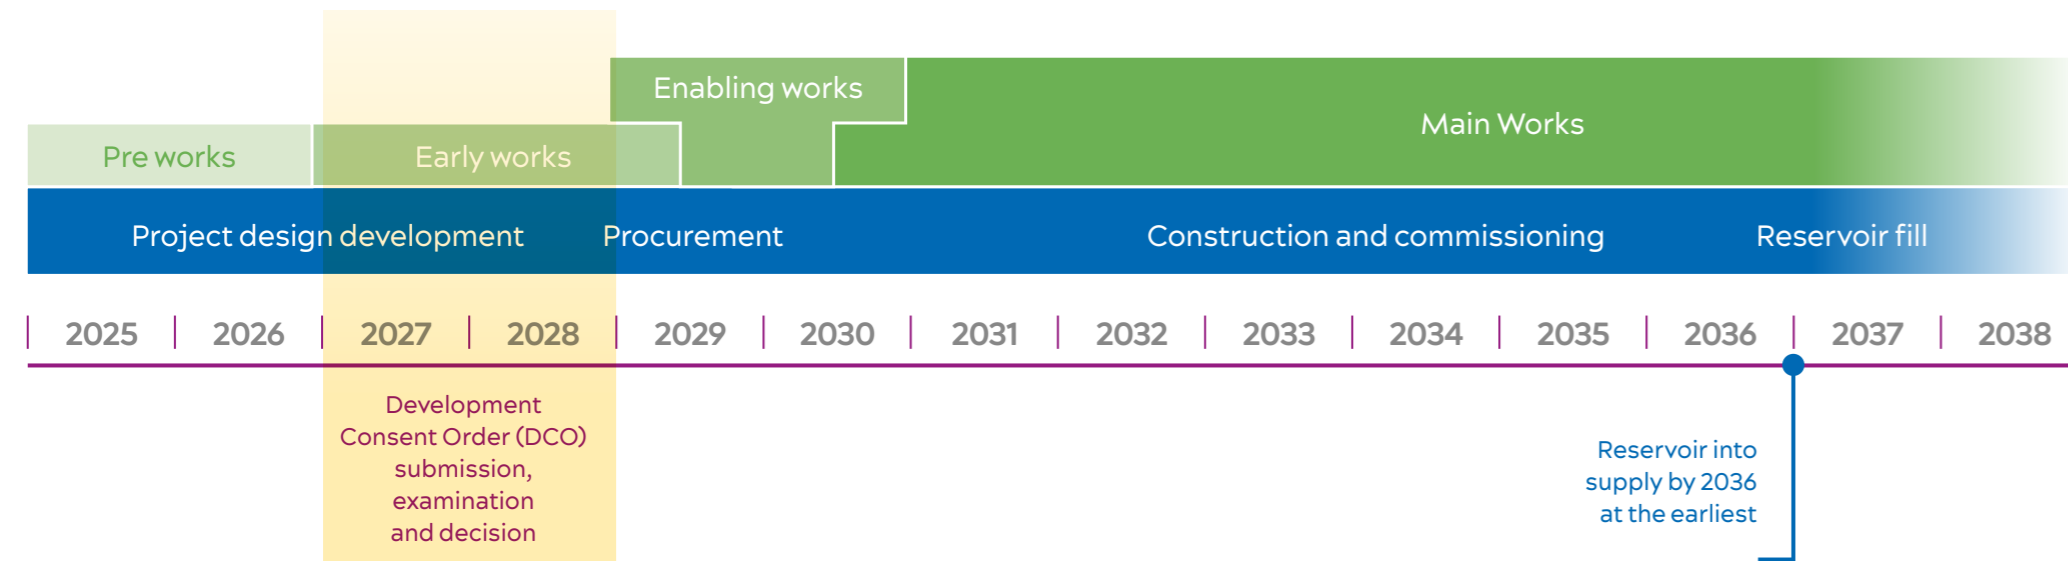 Enabling works
Main Works
Pre works
Early works
Project design development
Procurement
Construction and commissioning
Reservoir fill
2025 2026 2027 2028 2029 2030 2031 2032 2033 2034 2035 2036 2037 2038
Development
Consent Order (DCO)
submission,
examination
and decision
Reservoir into
supply by 2036
at the earliest